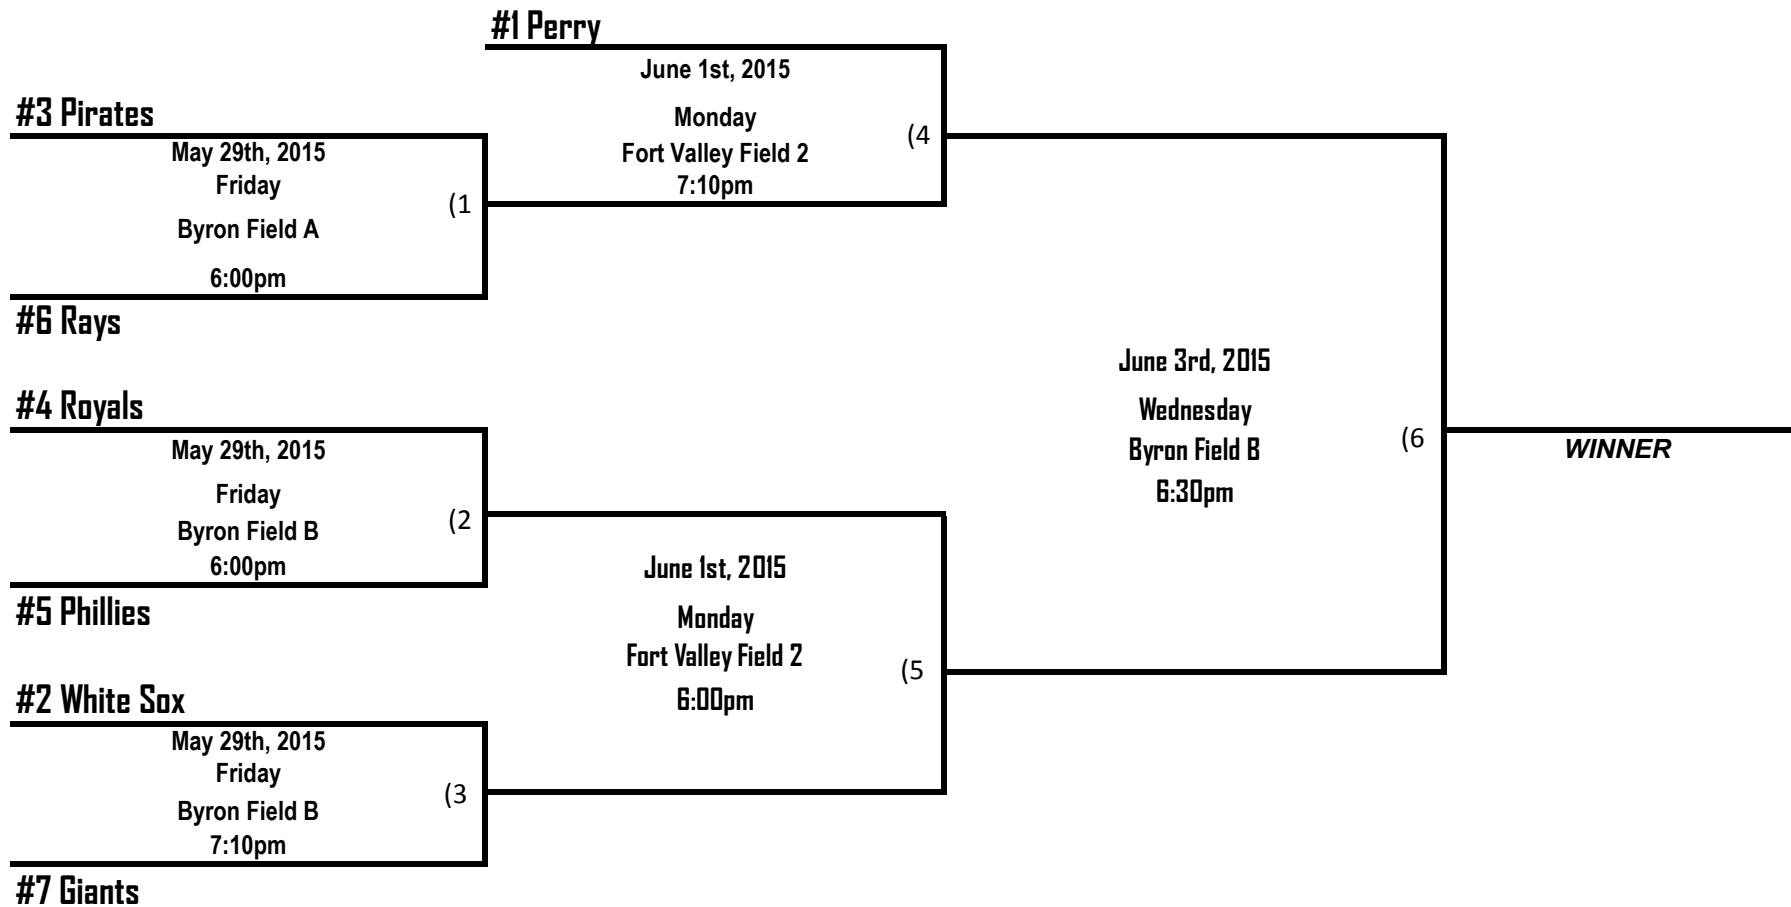 #1 Perry
June 1st, 2015
Monday
Fort Valley Field 2
7:10pm
(4
#3 Pirates
May 29th, 2015
Friday
Byron Field A
6:00pm
(1
#6 Rays
#4 Royals
May 29th, 2015
Friday
Byron Field B
6:00pm
(2
#5 Phillies
June 1st, 2015
Monday
Fort Valley Field 2
6:00pm
(5
#2 White Sox
May 29th, 2015
Friday
Byron Field B
7:10pm
(3
#7 Giants
June 3rd, 2015
Wednesday
Byron Field B
6:30pm
(6
WINNER